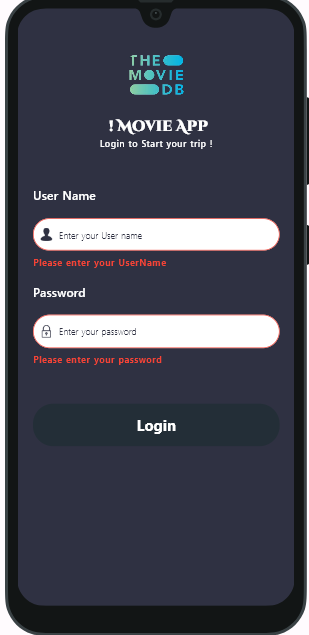 THE
MOVIE
DB
! Movie App
Login to Start your trip !
User Name
Enter your User name
Please enter your UserName
Password
Enter your password
Please enter your password
Login